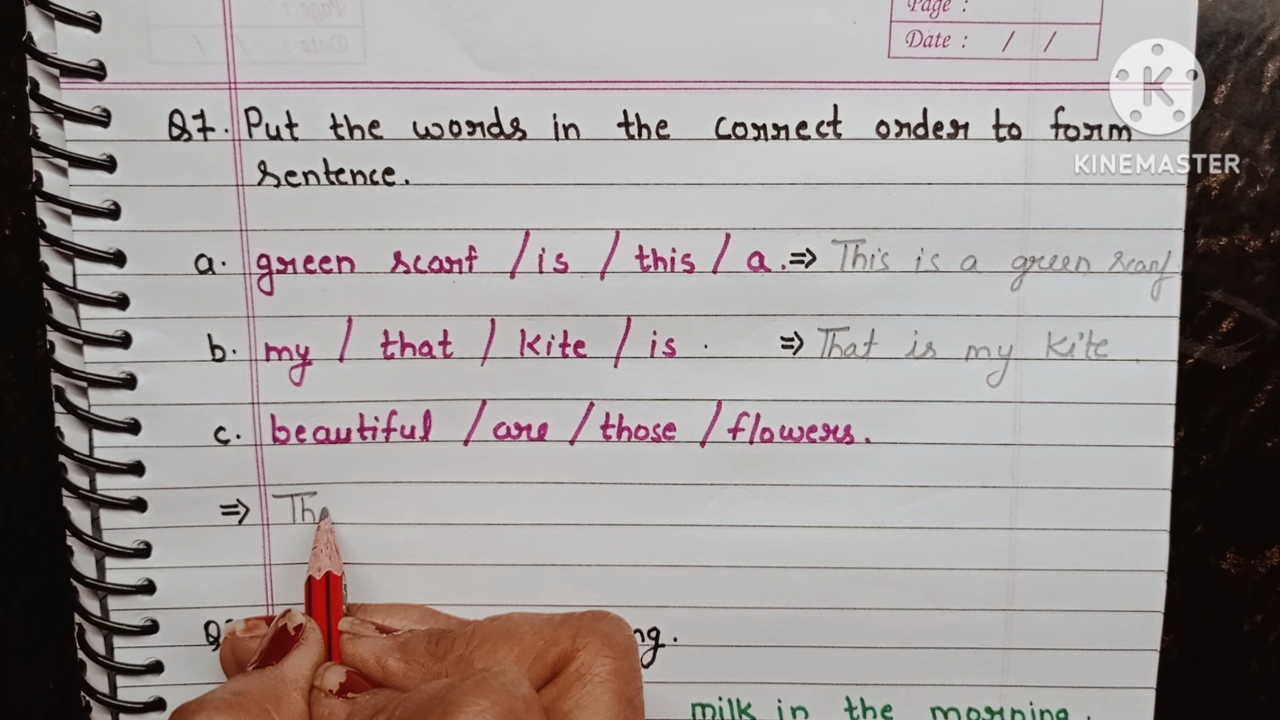 Page :
Date : / /
Q7. Put the words in the correct order to form
sentence.
KINEMASTER
a. green scarf / is / this / a. ⇒ This is a green scarf
b. my / that / kite / is . ⇒ That is my kite
c. beautiful / are / those / flowers.
⇒ Th
milk in the morning.